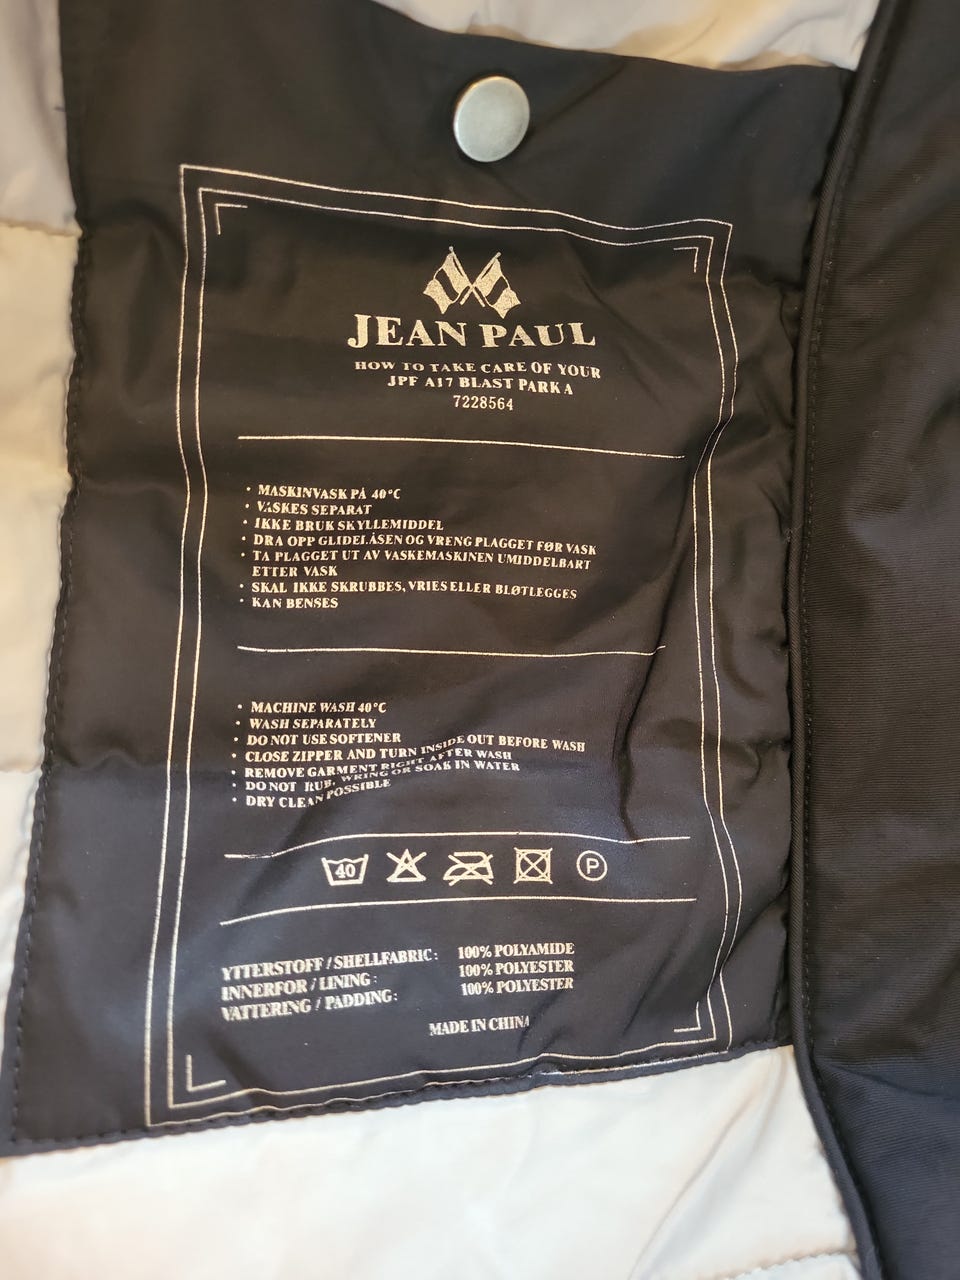 JEAN PAUL
HOW TO TAKE CARE OF YOUR
JPF A17 BLAST PARKA
7228564
• MASKINVASK PÅ 40°C
• VASKES SEPARAT
• IKKE BRUK SKYLLEMIDDEL
• DRA OPP GLIDELÅSEN OG VRENG PLAGGET FØR VASK
• TA PLAGGET UT AV VASKEMASKINEN UMIDDELBART
ETTER VASK
• SKAL IKKE SKRUBBES, VRIES ELLER BLØTLEGGES
• KAN BENSES
• MACHINE WASH 40°C
• WASH SEPARATELY
• DO NOT USE SOFTENER
• CLOSE ZIPPER AND TURN INSIDE OUT BEFORE WASH
• REMOVE GARMENT RIGHT AFTER WASH
• DO NOT RUB, WRING OR SOAK IN WATER
• DRY CLEAN POSSIBLE
40 P
YTTERSTOFF / SHELLFABRIC: 100% POLYAMIDE
INNERFOR / LINING: 100% POLYESTER
VATTERING / PADDING: 100% POLYESTER
MADE IN CHINA